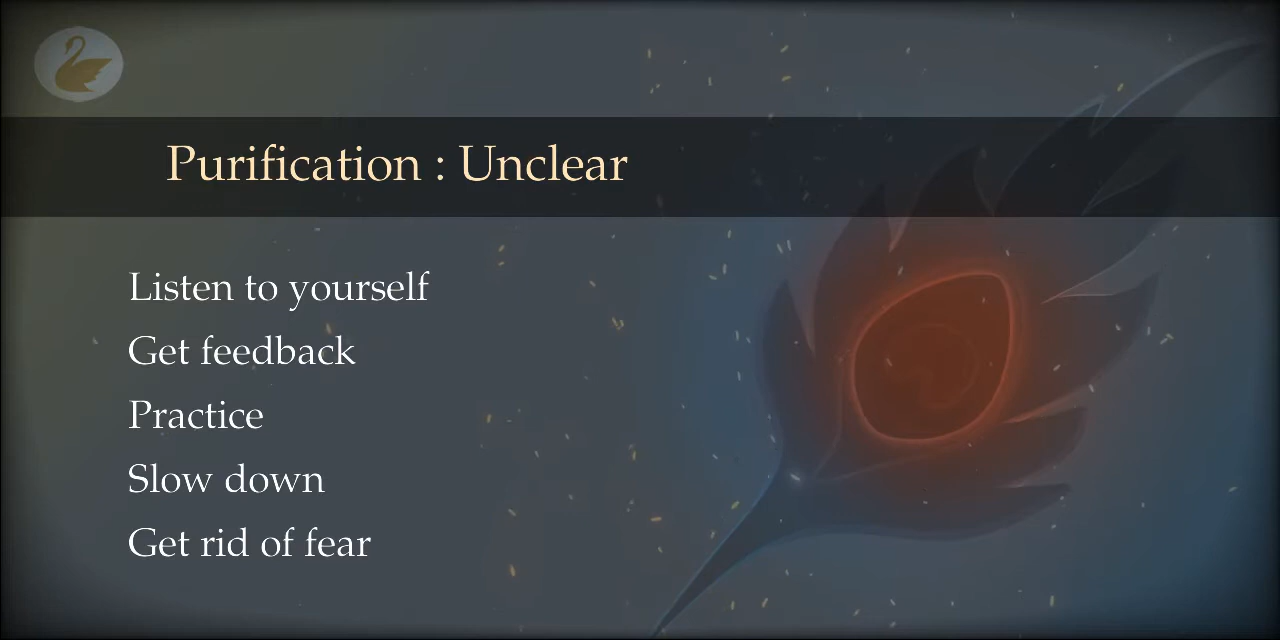 Purification : Unclear
Listen to yourself
Get feedback
Practice
Slow down
Get rid of fear